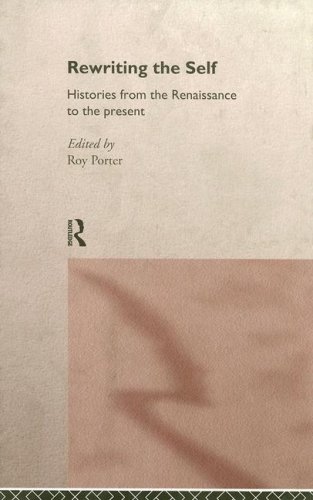 Rewriting the Self
Histories from the Renaissance
to the present
Edited by
Roy Porter
R
ROUTLEDGE